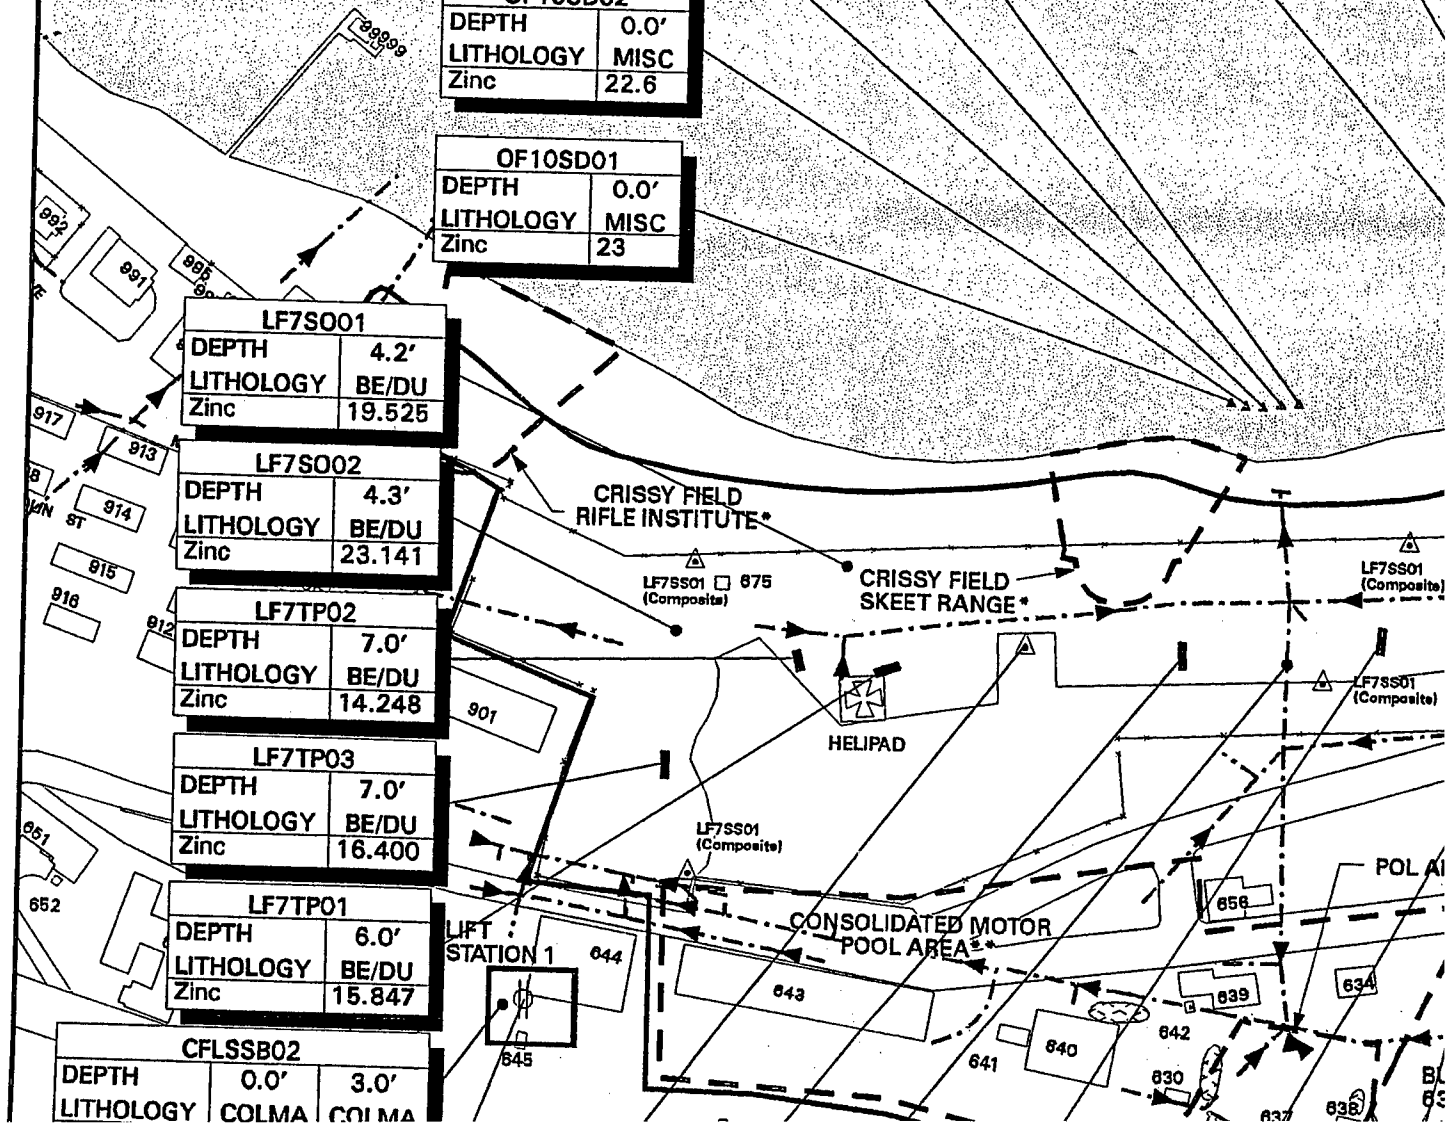 DEPTH 0.0'
LITHOLOGY MISC
Zinc 22.6
99999
OF10SD01
DEPTH 0.0'
LITHOLOGY MISC
Zinc 23
992
991
995
LF7SO01
DEPTH 4.2'
LITHOLOGY BE/DU
Zinc 19.525
917
913
LF7SO02
DEPTH 4.3'
LITHOLOGY BE/DU
Zinc 23.141
914
ST
915
916
912
CRISSY FIELD
RIFLE INSTITUTE*
LF7SS01
(Composite)
675
CRISSY FIELD
SKEET RANGE*
LF7SS01
(Composite)
LF7TP02
DEPTH 7.0'
LITHOLOGY BE/DU
Zinc 14.248
901
HELIPAD
LF7SS01
(Composite)
LF7TP03
DEPTH 7.0'
LITHOLOGY BE/DU
Zinc 16.400
LF7SS01
(Composite)
651
652
LF7TP01
DEPTH 6.0'
LITHOLOGY BE/DU
Zinc 15.847
LIFT
STATION 1
644
643
645
CONSOLIDATED MOTOR
POOL AREA**
POL
656
639
634
642
641
640
630
637
638
CFLSSB02
DEPTH 0.0' 3.0'
LITHOLOGY COLMA COLMA